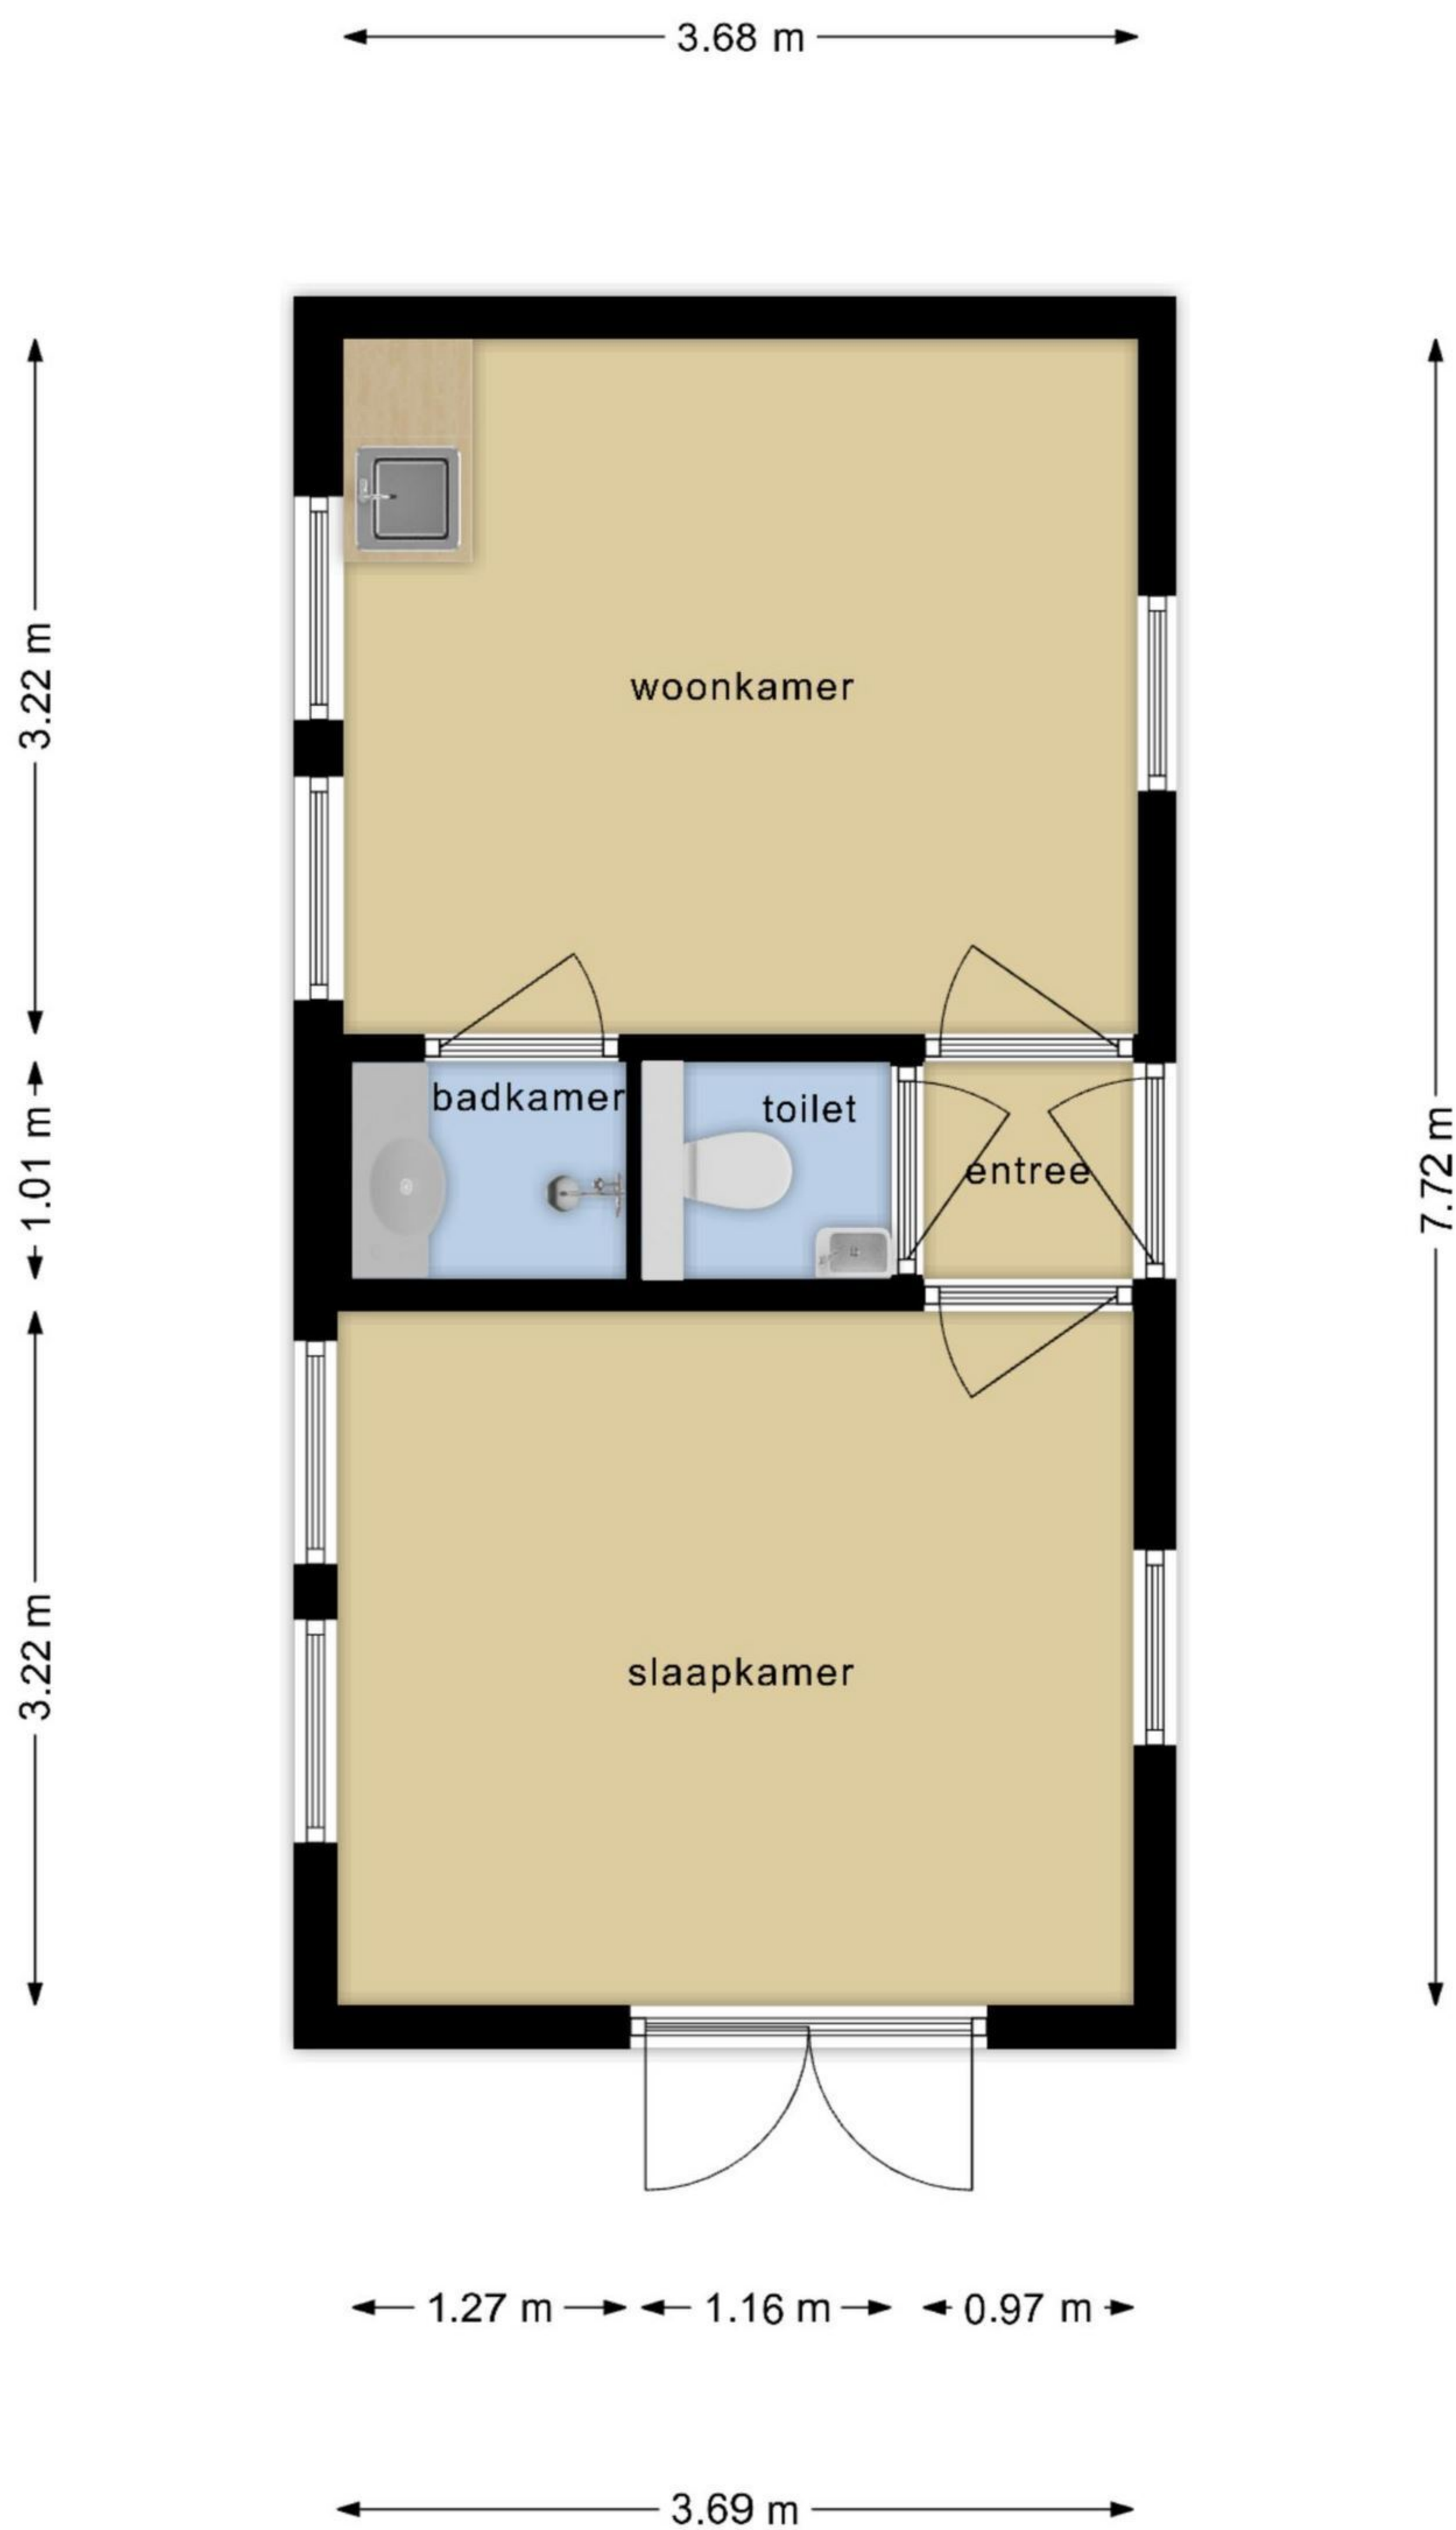 3.68 m
woonkamer
3.22 m
badkamer
toilet
entree
1.01 m
7.72 m
slaapkamer
3.22 m
1.27 m
1.16 m
0.97 m
3.69 m